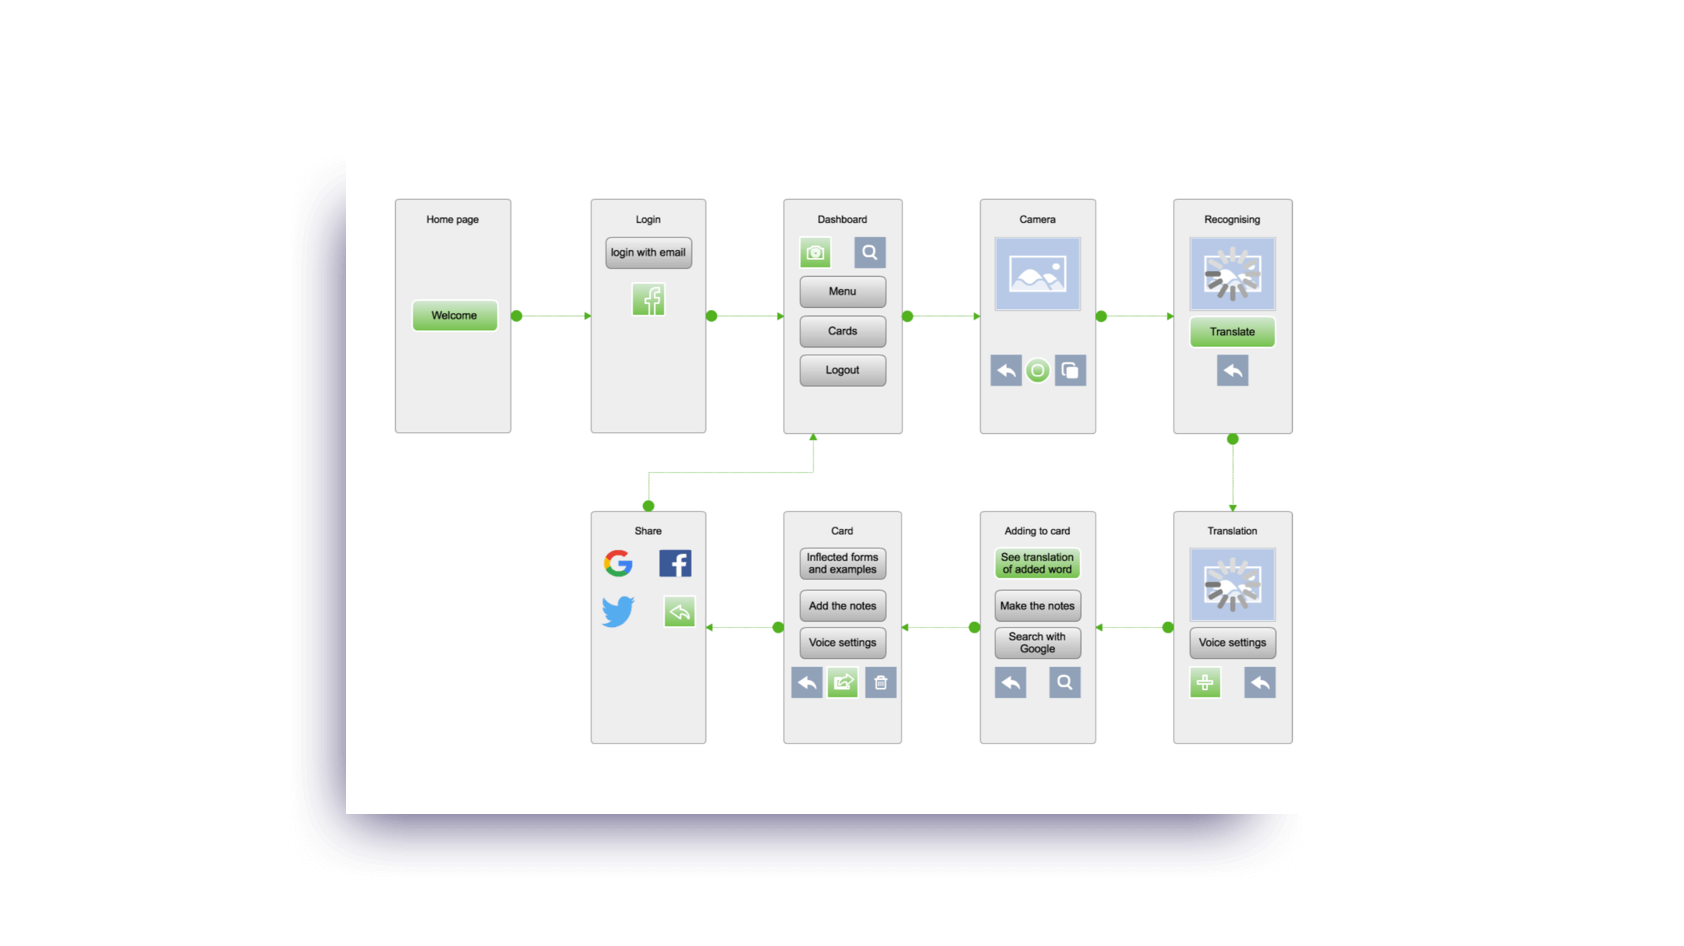 Home page
Welcome
Login
login with email
Dashboard
Menu
Cards
Logout
Camera
Recognising
Translate
Share
Card
Inflected forms
and examples
Add the notes
Voice settings
Adding to card
See translation
of added word
Make the notes
Search with
Google
Translation
Voice settings